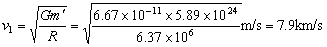 v₁ = √(Gm′/R) = √((6.67×10⁻¹¹×5.89×10²⁴)/(6.37×10⁶)) m/s = 7.9km/s